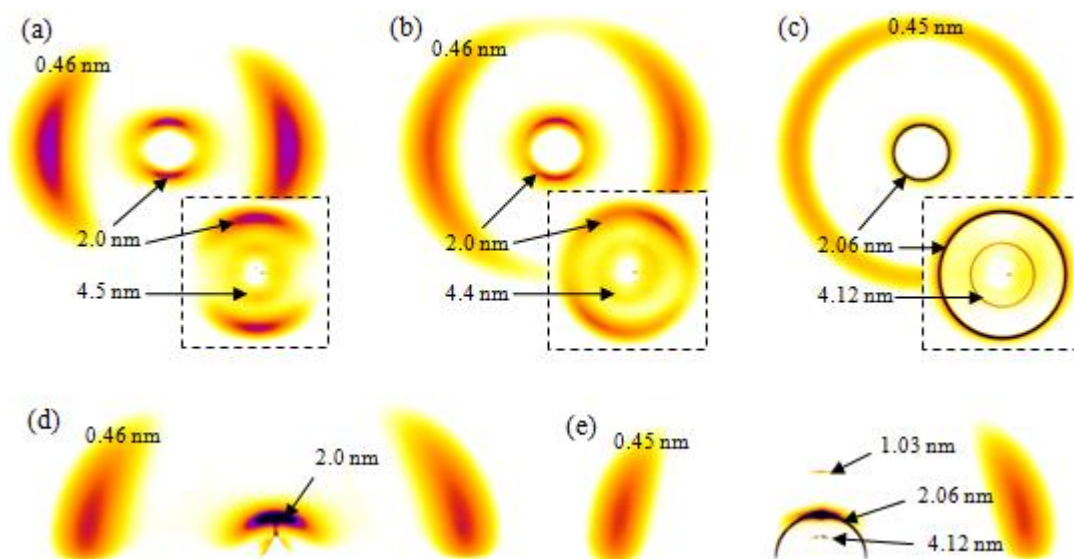 (a)
0.46 nm
2.0 nm
4.5 nm
(b)
0.46 nm
2.0 nm
4.4 nm
(c)
0.45 nm
2.06 nm
4.12 nm
(d)
0.46 nm
2.0 nm
(e)
0.45 nm
1.03 nm
2.06 nm
4.12 nm